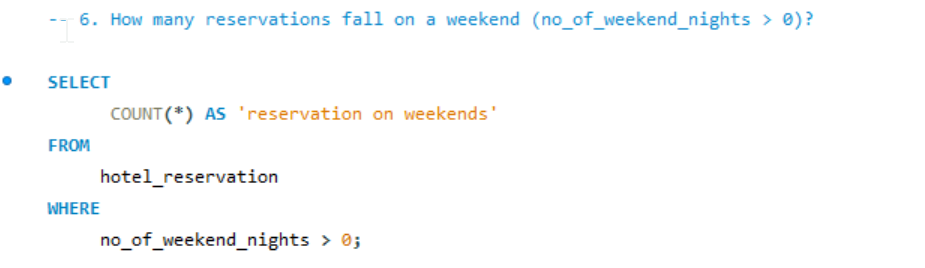 -- 6. How many reservations fall on a weekend (no_of_weekend_nights > 0)?
SELECT
COUNT(*) AS 'reservation on weekends'
FROM
hotel_reservation
WHERE
no_of_weekend_nights > 0;